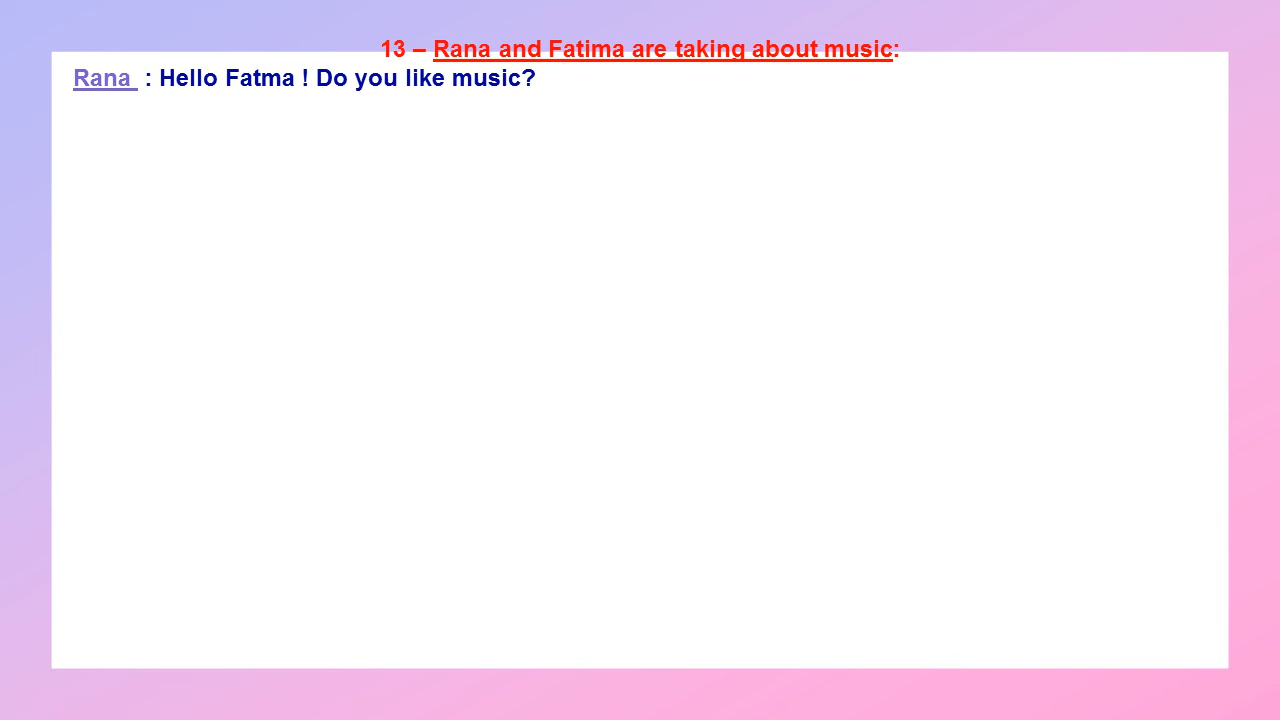 13 – Rana and Fatima are taking about music:
Rana  : Hello Fatma ! Do you like music?